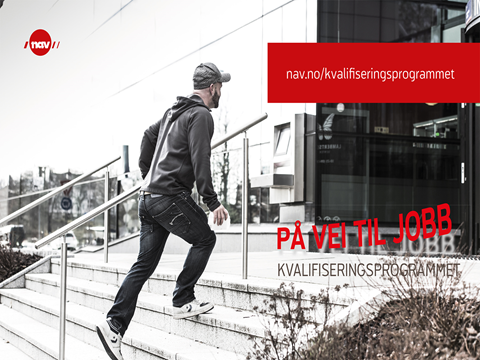 nav
nav.no/kvalifiseringsprogrammet
PÅ VEI TIL JOBB
KVALIFISERINGSPROGRAMMET